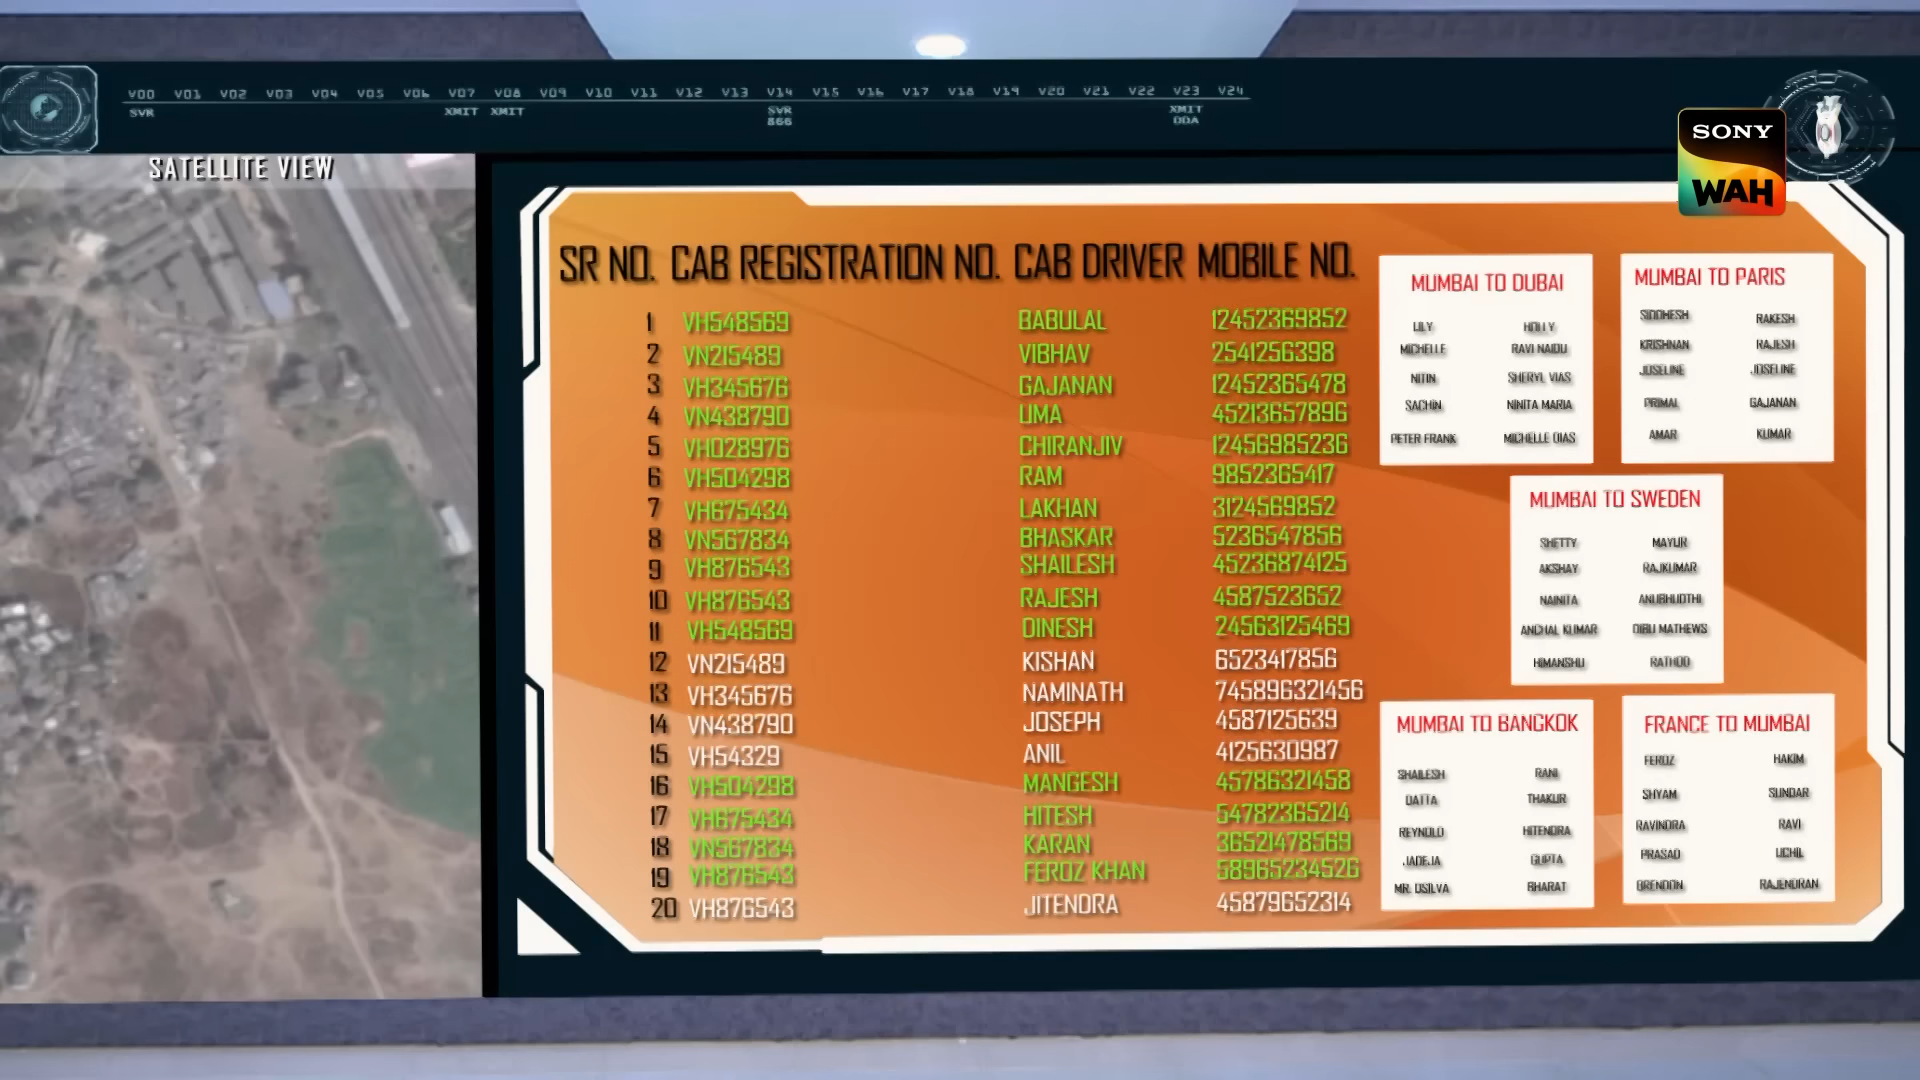 V00 V01 V02 V03 V04 V05 V06 V07 V08 V09 V10 V11 V12 V13 V14 V15 V16 V17 V18 V19 V20 V21 V22 V23 V24
SVR XMIT XMIT SVR XMIT
866 DDA
SONY
WAH
SATELLITE VIEW
SR NO. CAB REGISTRATION NO. CAB DRIVER MOBILE NO.
1 VH548569 BABULAL 12452369852
2 VN215489 VIBHAV 2541256398
3 VH345676 GAJANAN 12452365478
4 VN438790 UMA 45213657896
5 VH028976 CHIRANJIV 12456985236
6 VH504298 RAM 9852365417
7 VH675434 LAKHAN 3124569852
8 VN567834 BHASKAR 5236547856
9 VH876543 SHAILESH 45236874125
10 VH876543 RAJESH 4587523652
11 VH548569 DINESH 24563125469
12 VN215489 KISHAN 6523417856
13 VH345676 NAMINATH 745896321456
14 VN438790 JOSEPH 4587125639
15 VH54329 ANIL 4125630987
16 VH504298 MANGESH 45786321458
17 VH675434 HITESH 54782365214
18 VN567834 KARAN 36521478569
19 VH876543 FEROZ KHAN 58965234526
20 VH876543 JITENDRA 45879652314
MUMBAI TO DUBAI
LILY HOLLY
MICHELLE RAVI NAIDU
NITIN SHERYL VIAS
SACHIN NINITA MARIA
PETER FRANK MICHELLE DIAS
MUMBAI TO PARIS
SIDDHESH RAKESH
KRISHNAN RAJESH
JOSELINE JOSELINE
PRIMAL GAJANAN
AMAR KUMAR
MUMBAI TO SWEDEN
SHETTY MAYUR
AKSHAY RAJKUMAR
NAINITA ANUBHUDTHI
ANCHAL KUMAR DIBU MATHEWS
HIMANSHU RATHOD
MUMBAI TO BANGKOK
SHAILESH RANI
DATTA THAKUR
REYNOLD HITENDRA
JADEJA GUPTA
MR. DSILVA BHARAT
FRANCE TO MUMBAI
FEROZ HAKIM
SHYAM SUNDAR
RAVINDRA RAVI
PRASAD UCHIL
BRENDON RAJENDRAN